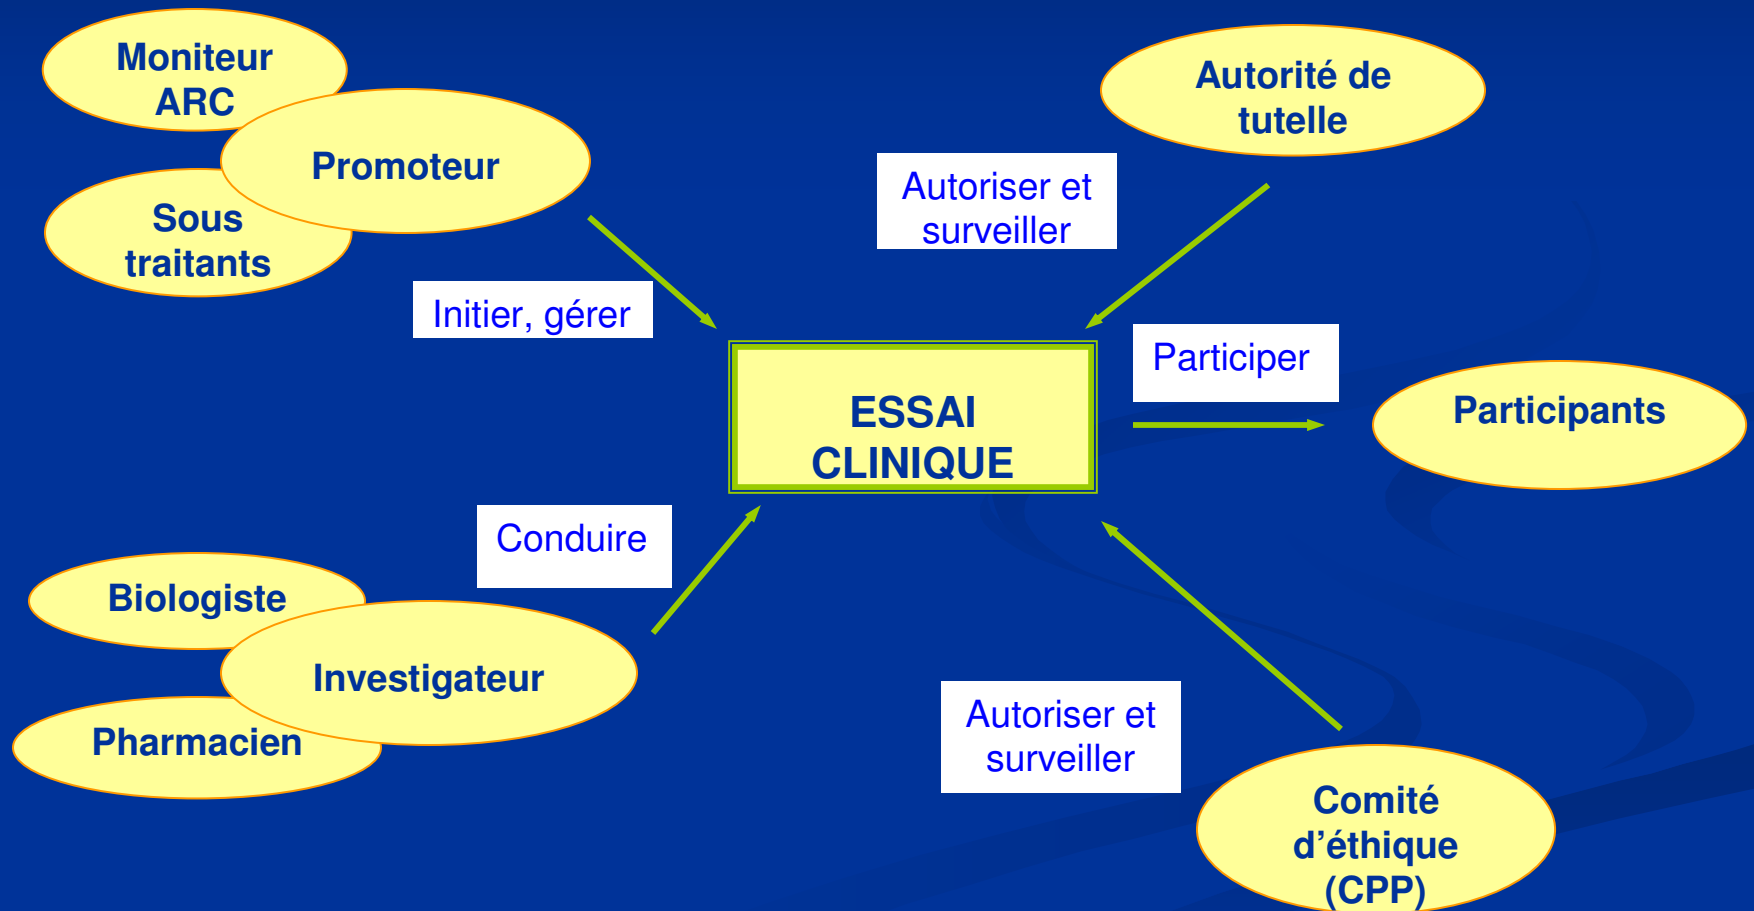 Moniteur
ARC
Promoteur
Sous
traitants
Initier, gérer
Autorité de
tutelle
Autoriser et
surveiller
ESSAI
CLINIQUE
Participer
Participants
Conduire
Biologiste
Investigateur
Pharmacien
Autoriser et
surveiller
Comité
d’éthique
(CPP)